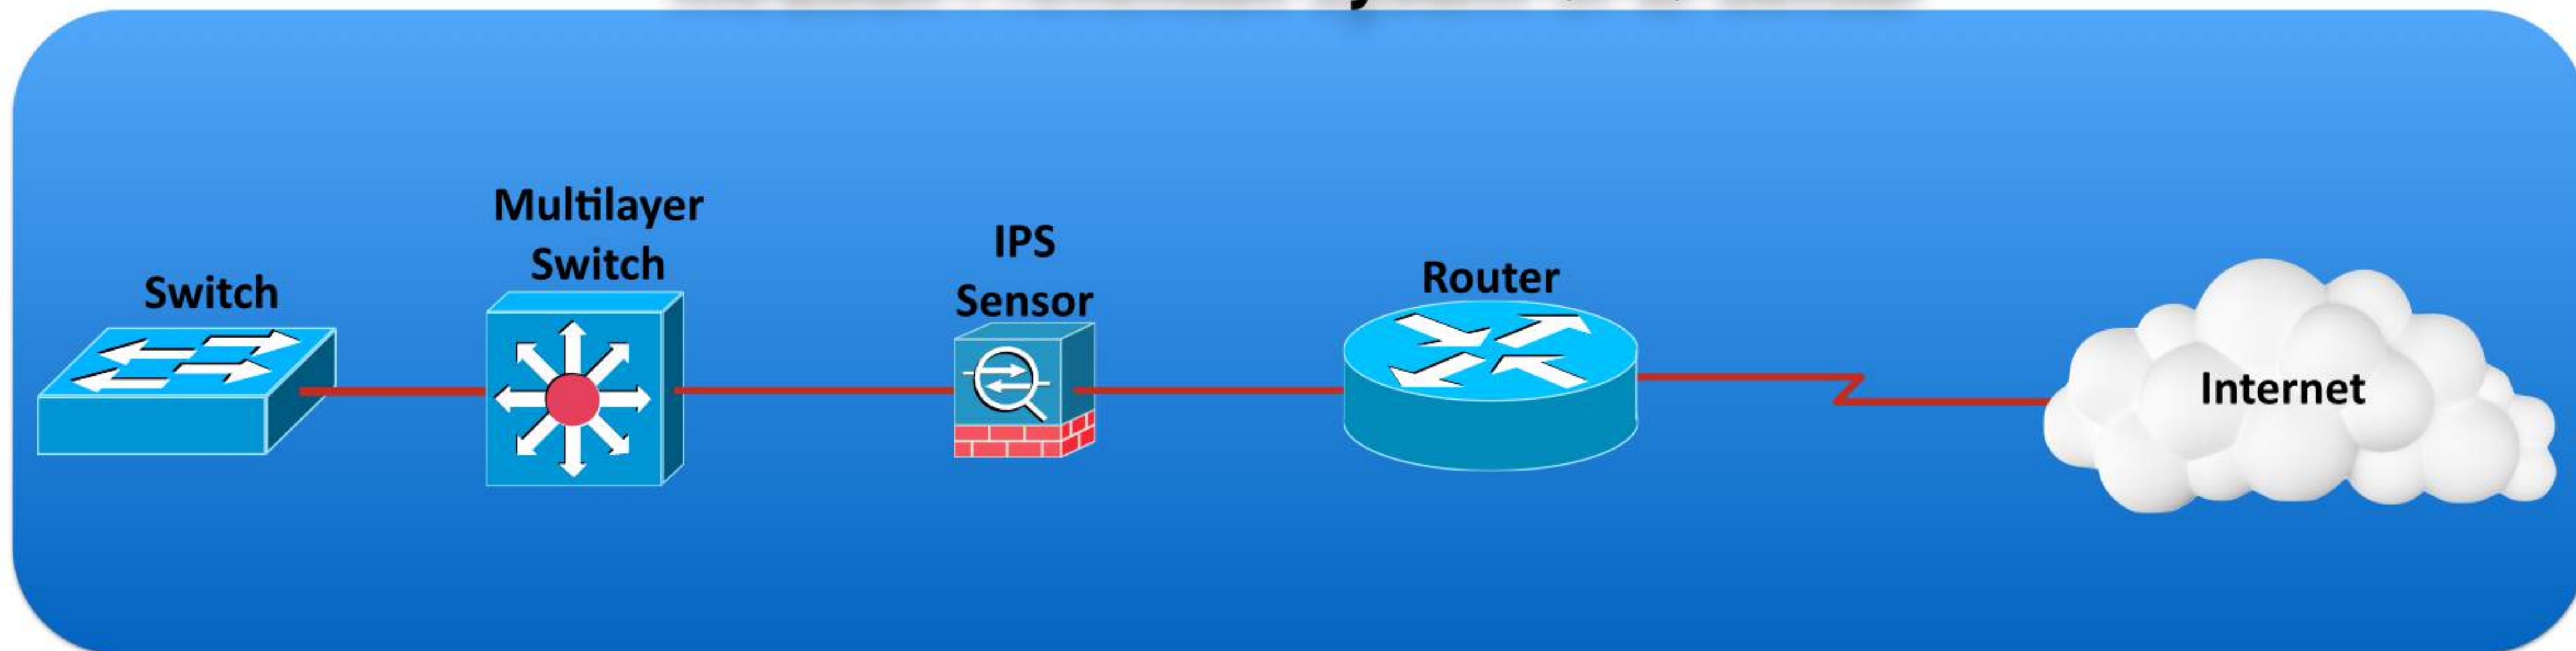 Switch
Multilayer
Switch
IPS
Sensor
Router
Internet